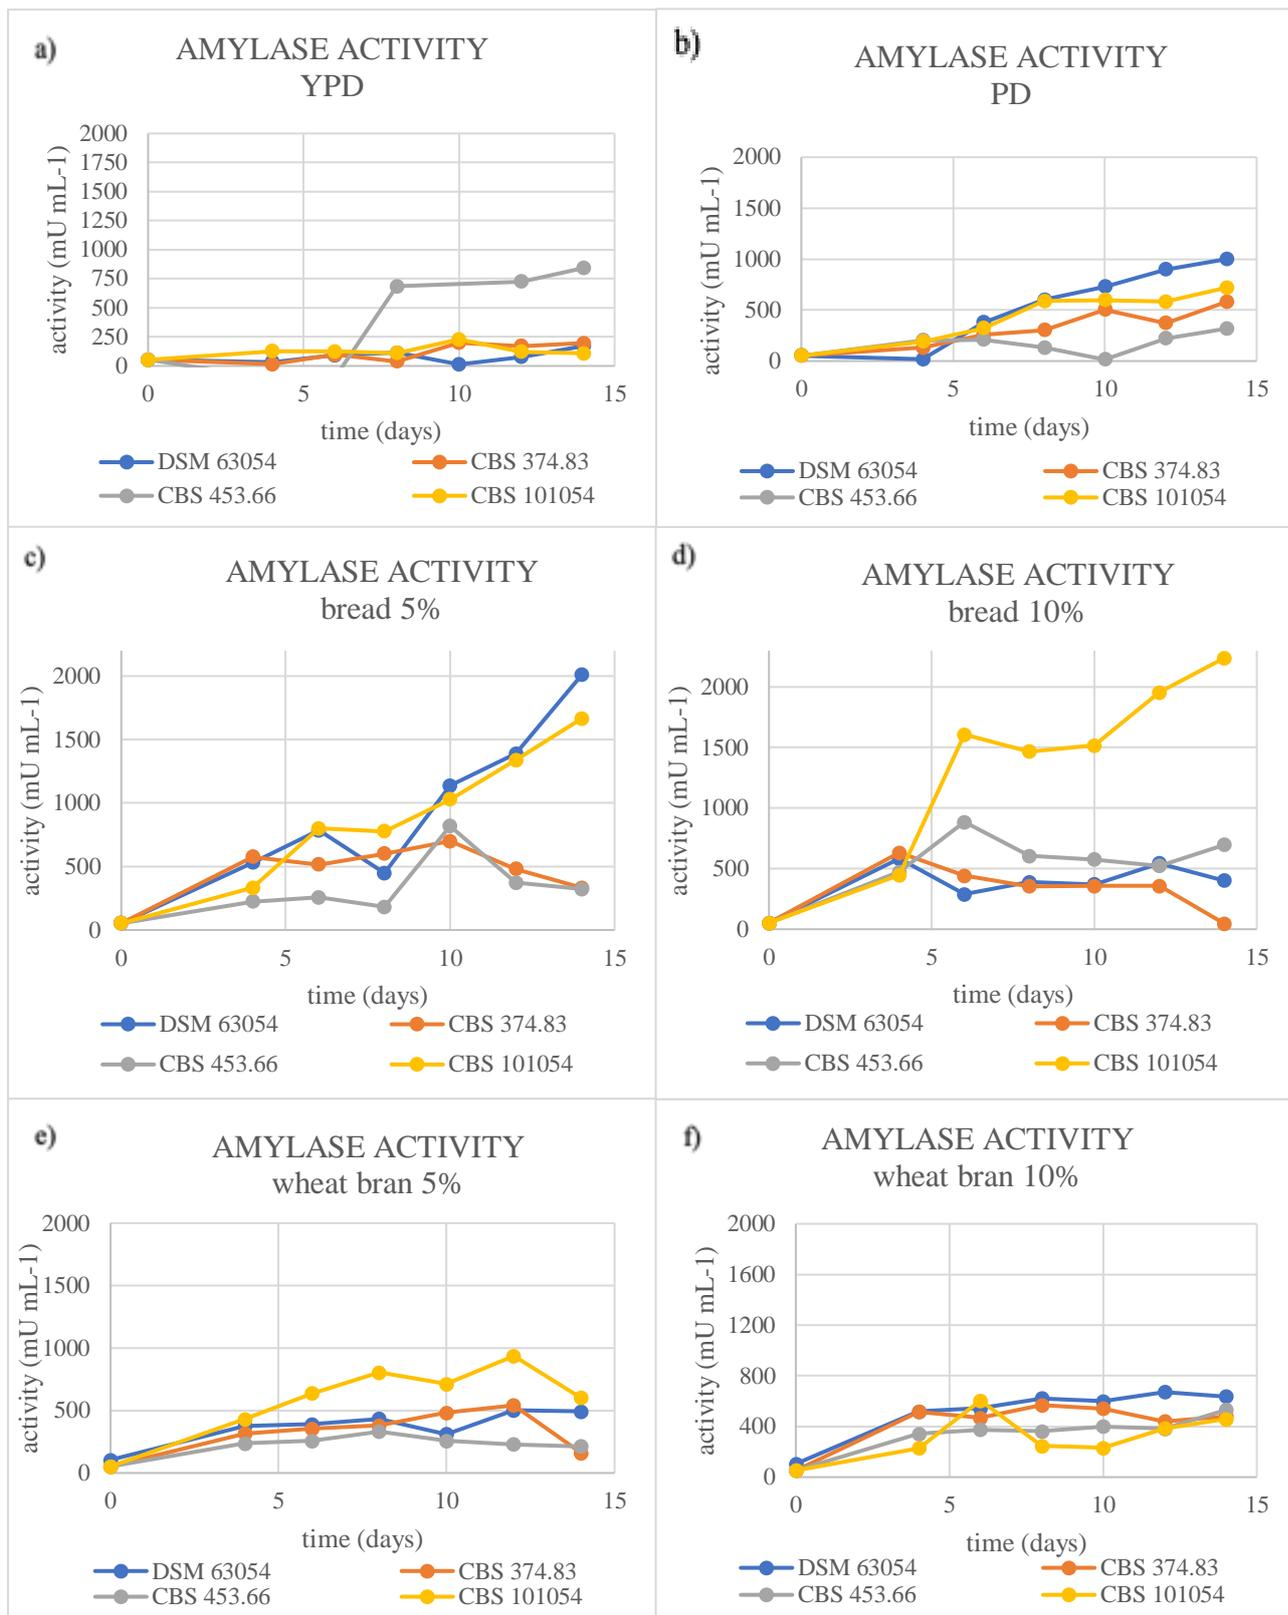 a)
AMYLASE ACTIVITY
YPD
2000
1750
1500
1250
1000
750
500
250
0
activity (mU mL-1)
0 5 10 15
time (days)
DSM 63054 CBS 374.83
CBS 453.66 CBS 101054
b)
AMYLASE ACTIVITY
PD
2000
1500
1000
500
0
activity (mU mL-1)
0 5 10 15
time (days)
DSM 63054 CBS 374.83
CBS 453.66 CBS 101054
c)
AMYLASE ACTIVITY
bread 5%
2000
1500
1000
500
0
activity (mU mL-1)
0 5 10 15
time (days)
DSM 63054 CBS 374.83
CBS 453.66 CBS 101054
d)
AMYLASE ACTIVITY
bread 10%
2000
1500
1000
500
0
activity (mU mL-1)
0 5 10 15
time (days)
DSM 63054 CBS 374.83
CBS 453.66 CBS 101054
e)
AMYLASE ACTIVITY
wheat bran 5%
2000
1500
1000
500
0
activity (mU mL-1)
0 5 10 15
time (days)
DSM 63054 CBS 374.83
CBS 453.66 CBS 101054
f)
AMYLASE ACTIVITY
wheat bran 10%
2000
1600
1200
800
400
0
activity (mU mL-1)
0 5 10 15
time (days)
DSM 63054 CBS 374.83
CBS 453.66 CBS 101054